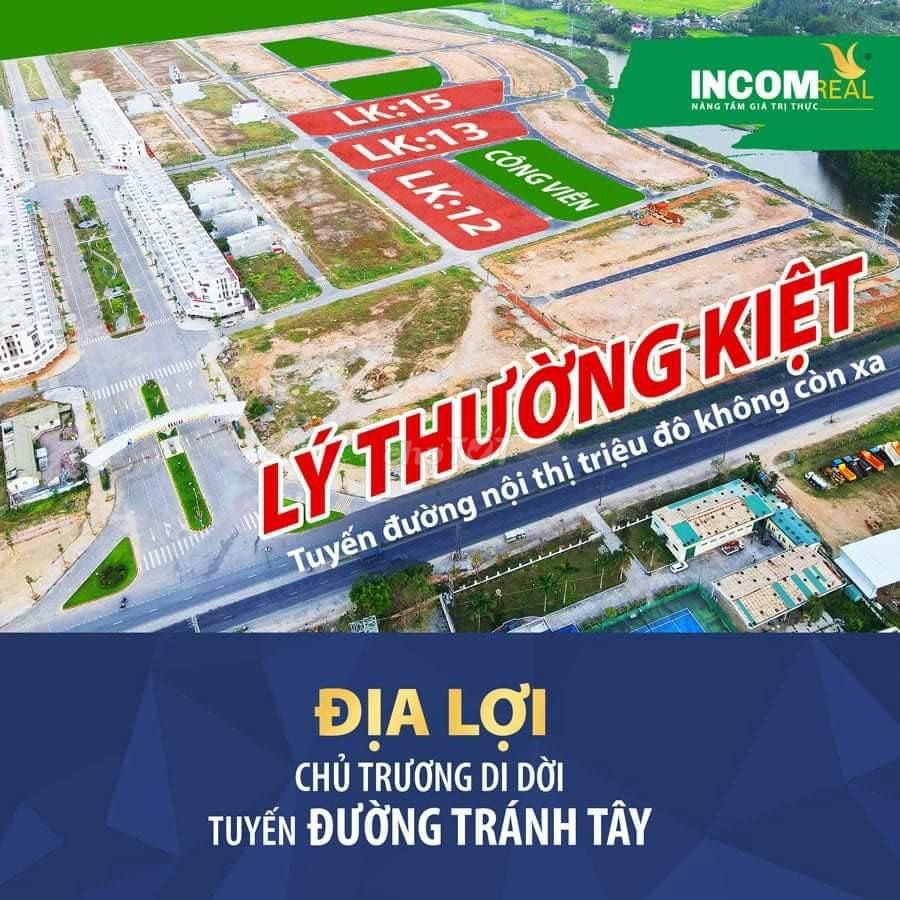 INCOMREAL
NÂNG TẦM GIÁ TRỊ THỰC
LK:15
LK:13
LK:12
CÔNG VIÊN
LÝ THƯỜNG KIỆT
Tuyến đường nội thị triệu đô không còn xa
chợTỐT
ĐỊA LỢI
CHỦ TRƯƠNG DI DỜI
TUYẾN ĐƯỜNG TRÁNH TÂY